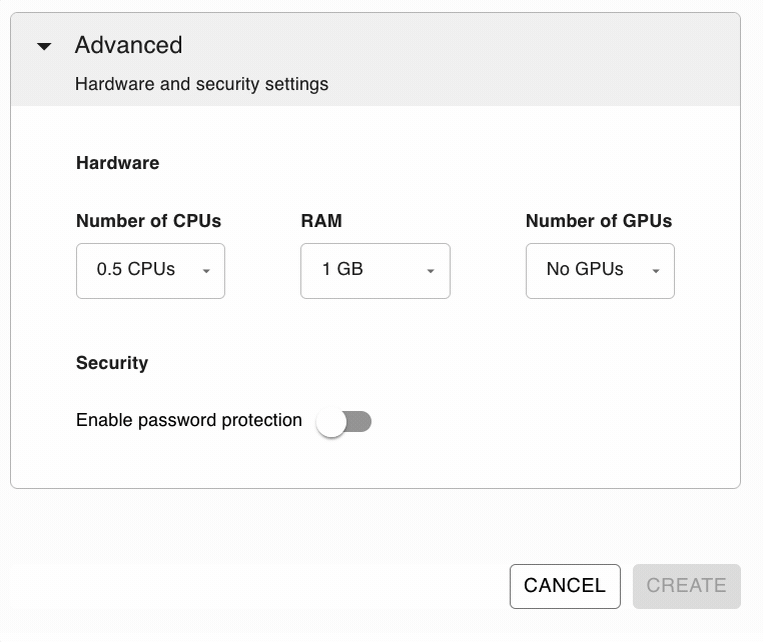 Advanced
Hardware and security settings
Hardware
Number of CPUs RAM Number of GPUs
0.5 CPUs 1 GB No GPUs
Security
Enable password protection
CANCEL CREATE